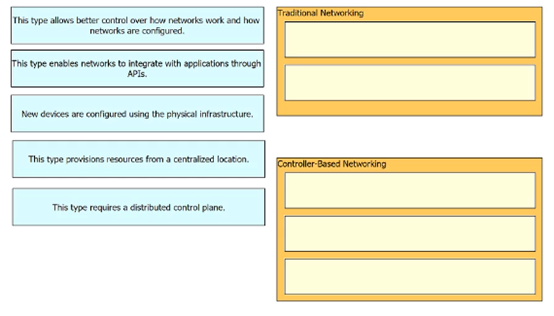 This type allows better control over how networks work and how
networks are configured.
This type enables networks to integrate with applications through
APIs.
New devices are configured using the physical infrastructure.
This type provisions resources from a centralized location.
This type requires a distributed control plane.
Traditional Networking
Controller-Based Networking